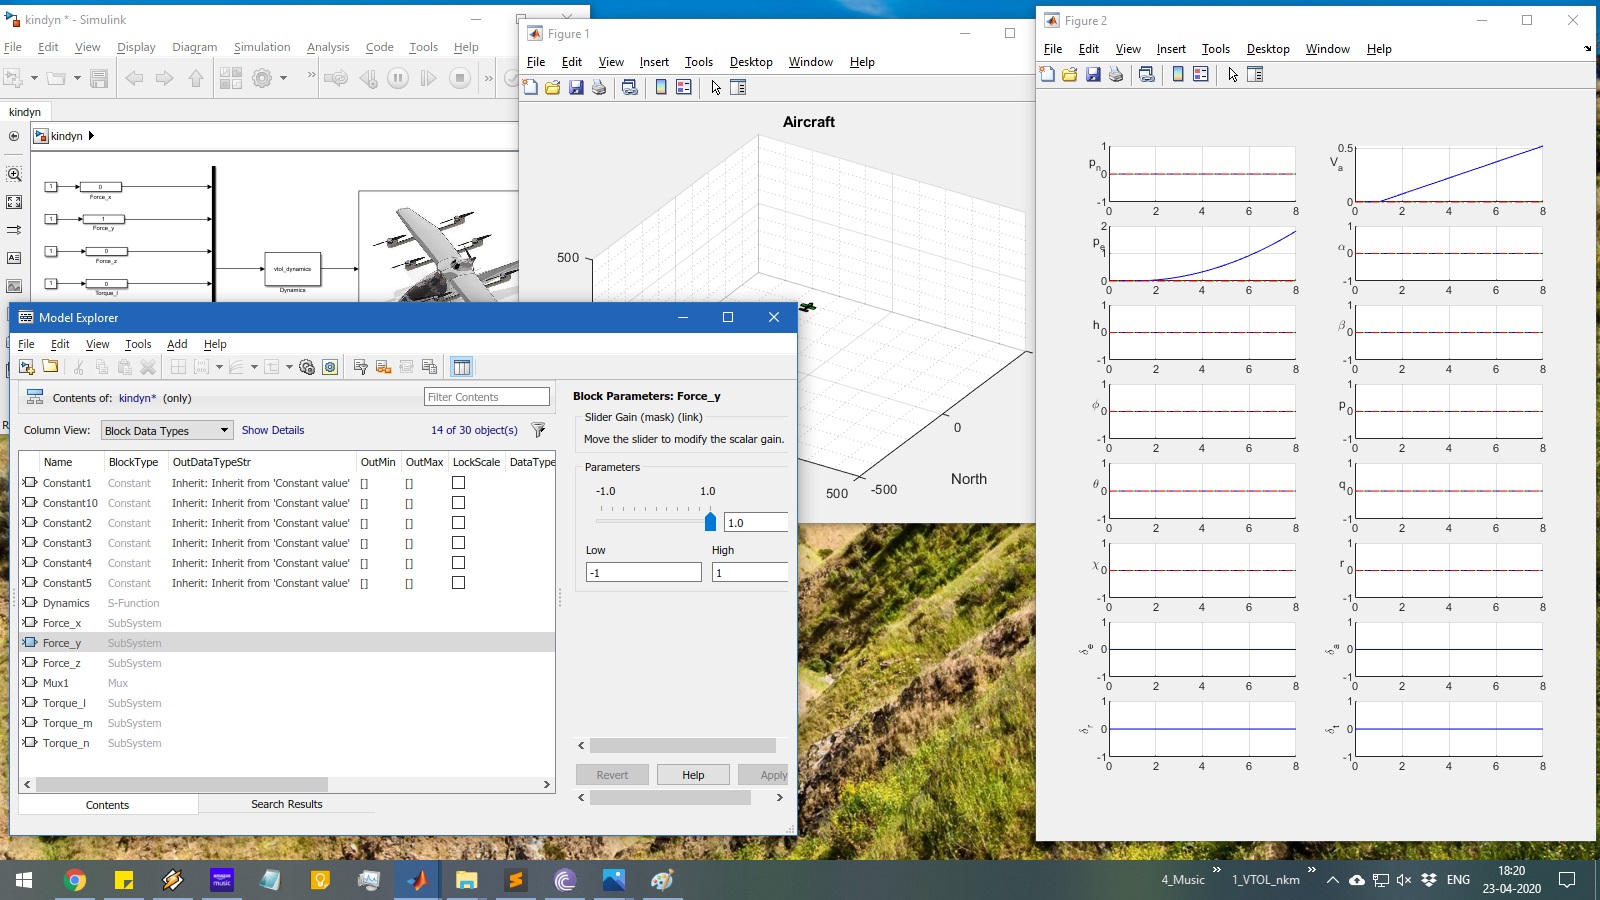 kindyn * - Simulink
File Edit View Display Diagram Simulation Analysis Code Tools Help
kindyn
kindyn
1 0
Force_x
1 1
Force_y
1 0
Force_z
1 0
Torque_l
vtol_dynamics
Dynamics
Figure 1
File Edit View Insert Tools Desktop Window Help
Aircraft
500
0
500 -500
North
Figure 2
File Edit View Insert Tools Desktop Window Help
p_n
1
0
-1
0 2 4 6 8
V_a
0.5
0
0 2 4 6 8
p_e
2
1
0
0 2 4 6 8
α
1
0
-1
0 2 4 6 8
h
1
0
-1
0 2 4 6 8
β
1
0
-1
0 2 4 6 8
ϕ
1
0
-1
0 2 4 6 8
p
1
0
-1
0 2 4 6 8
θ
1
0
-1
0 2 4 6 8
q
1
0
-1
0 2 4 6 8
χ
1
0
-1
0 2 4 6 8
r
1
0
-1
0 2 4 6 8
δ_e
1
0
-1
0 2 4 6 8
δ_a
1
0
-1
0 2 4 6 8
δ_r
1
0
-1
0 2 4 6 8
δ_t
1
0
-1
0 2 4 6 8
Model Explorer
File Edit View Tools Add Help
Contents of: kindyn* (only)
Filter Contents
Column View: Block Data Types Show Details 14 of 30 object(s)
Name BlockType OutDataTypeStr OutMin OutMax LockScale DataType
Constant1 Constant Inherit: Inherit from 'Constant value' [] []
Constant10 Constant Inherit: Inherit from 'Constant value' [] []
Constant2 Constant Inherit: Inherit from 'Constant value' [] []
Constant3 Constant Inherit: Inherit from 'Constant value' [] []
Constant4 Constant Inherit: Inherit from 'Constant value' [] []
Constant5 Constant Inherit: Inherit from 'Constant value' [] []
Dynamics S-Function
Force_x SubSystem
Force_y SubSystem
Force_z SubSystem
Mux1 Mux
Torque_l SubSystem
Torque_m SubSystem
Torque_n SubSystem
Contents Search Results
Block Parameters: Force_y
Slider Gain (mask) (link)
Move the slider to modify the scalar gain.
Parameters
-1.0 1.0
1.0
Low High
-1 1
Revert Help Apply
amazon music
4_Music » 1_VTOL_nkm » ENG
18:20
23-04-2020